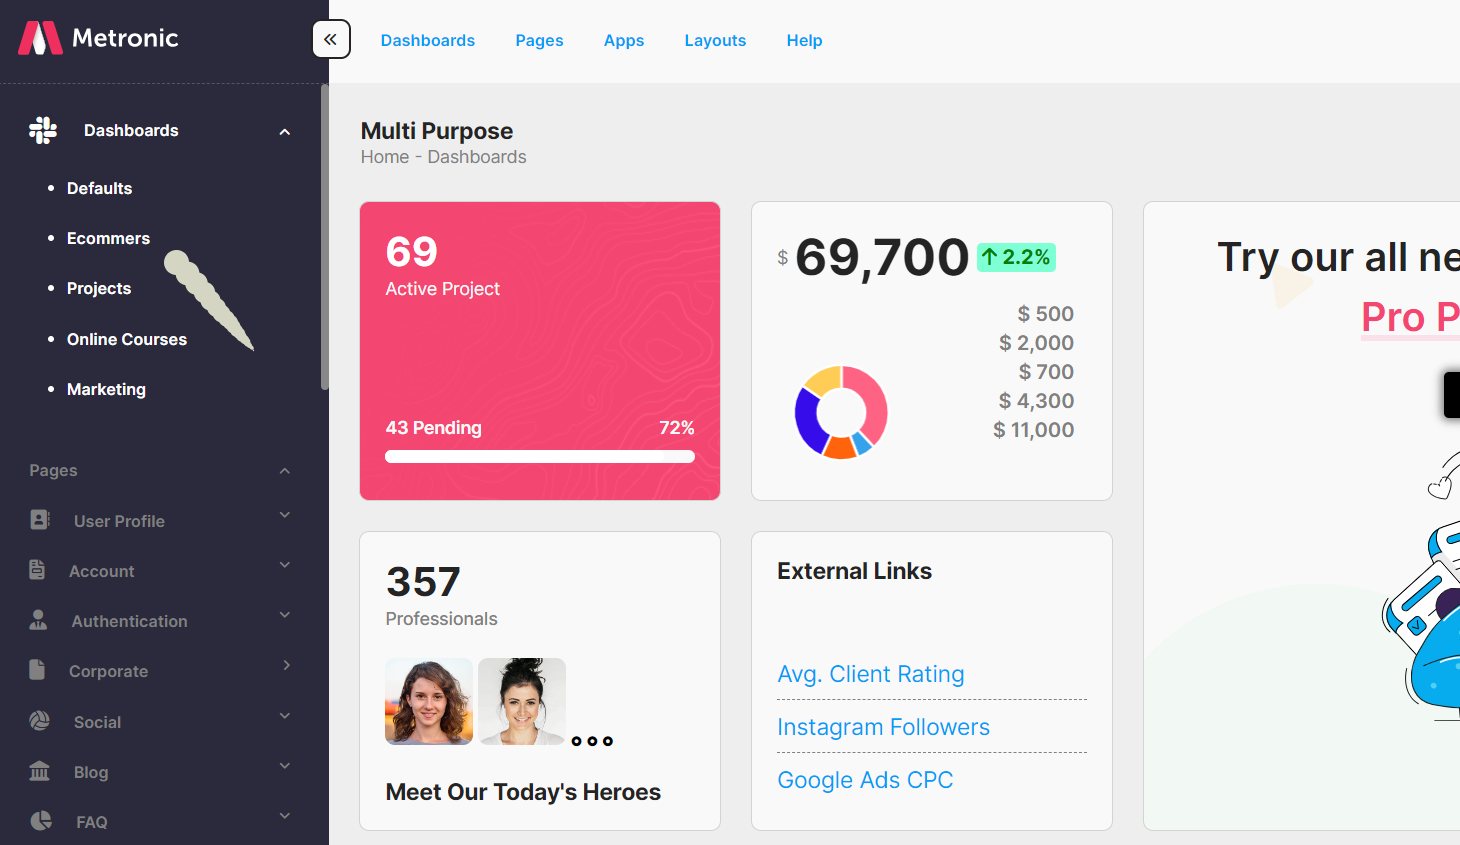 Metronic
Dashboards
Pages
Apps
Layouts
Help
Dashboards
Defaults
Ecommers
Projects
Online Courses
Marketing
Pages
User Profile
Account
Authentication
Corporate
Social
Blog
FAQ
Multi Purpose
Home - Dashboards
69
Active Project
43 Pending 72%
$ 69,700 ↑ 2.2%
$ 500
$ 2,000
$ 700
$ 4,300
$ 11,000
357
Professionals
Meet Our Today's Heroes
External Links
Avg. Client Rating
Instagram Followers
Google Ads CPC
Try our all
Pro